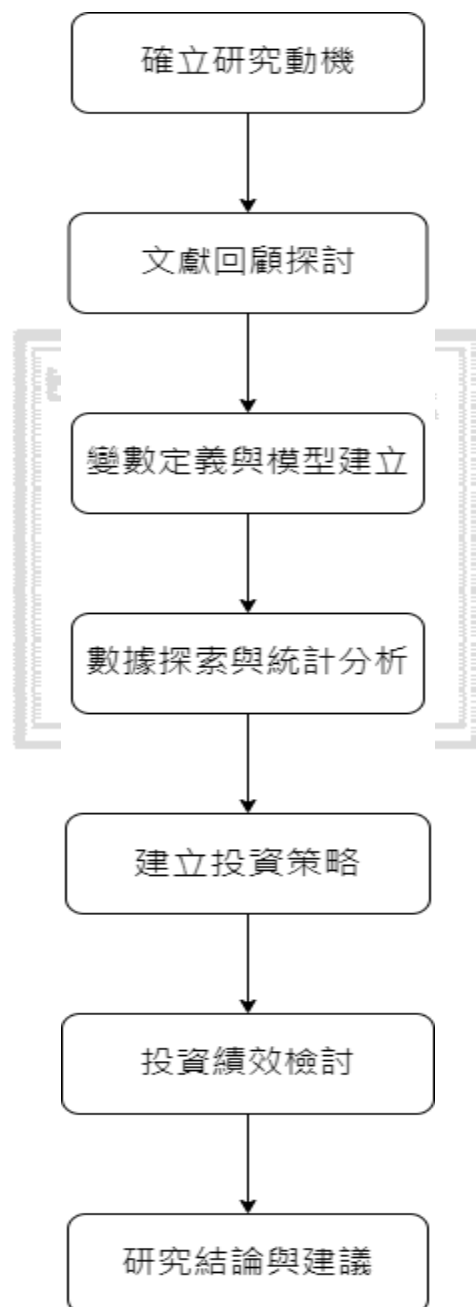 確立研究動機
文獻回顧探討
變數定義與模型建立
數據探索與統計分析
建立投資策略
投資績效檢討
研究結論與建議